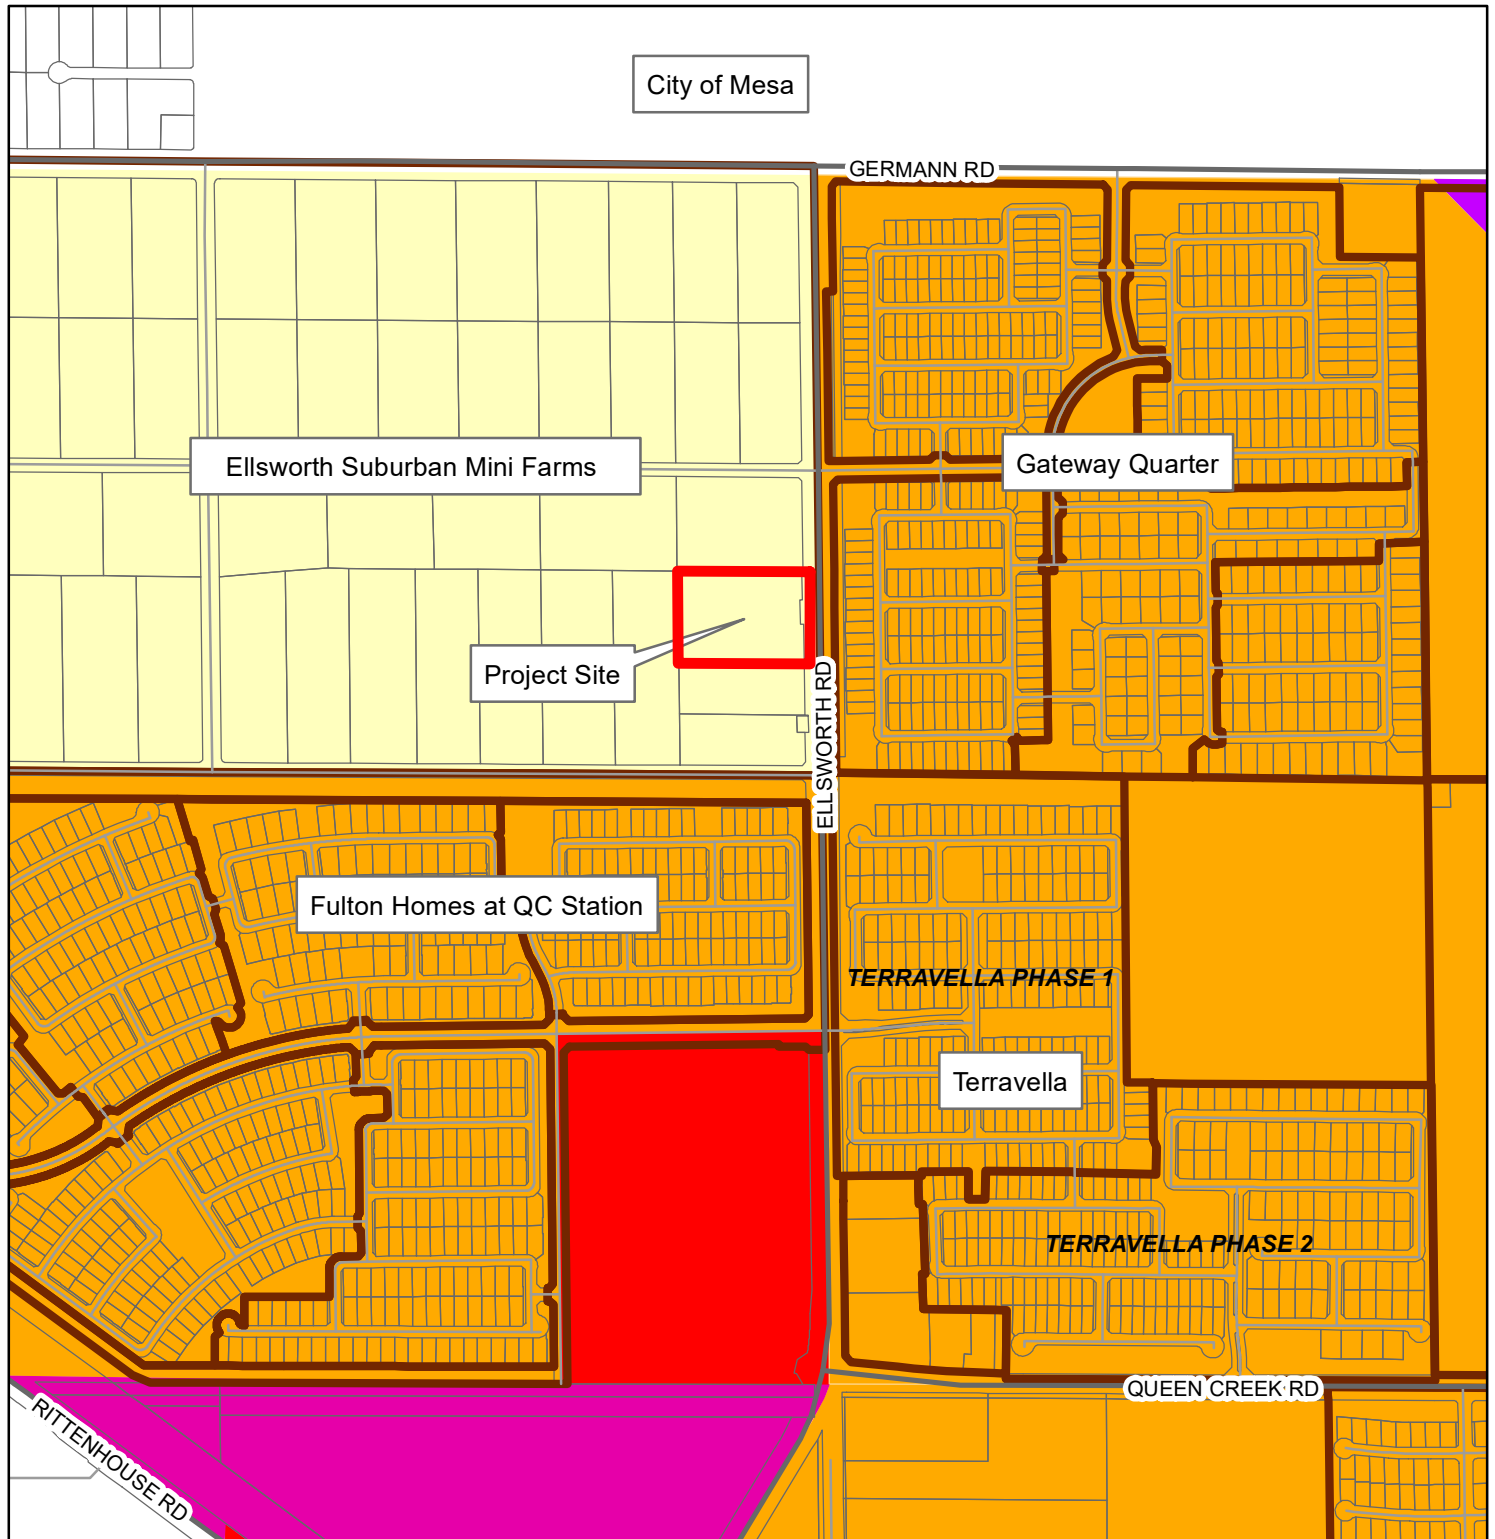 City of Mesa
GERMANN RD
Ellsworth Suburban Mini Farms
Gateway Quarter
Project Site
ELLSWORTH RD
Fulton Homes at QC Station
TERRAVELLA PHASE 1
Terravella
TERRAVELLA PHASE 2
QUEEN CREEK RD
RITTENHOUSE RD